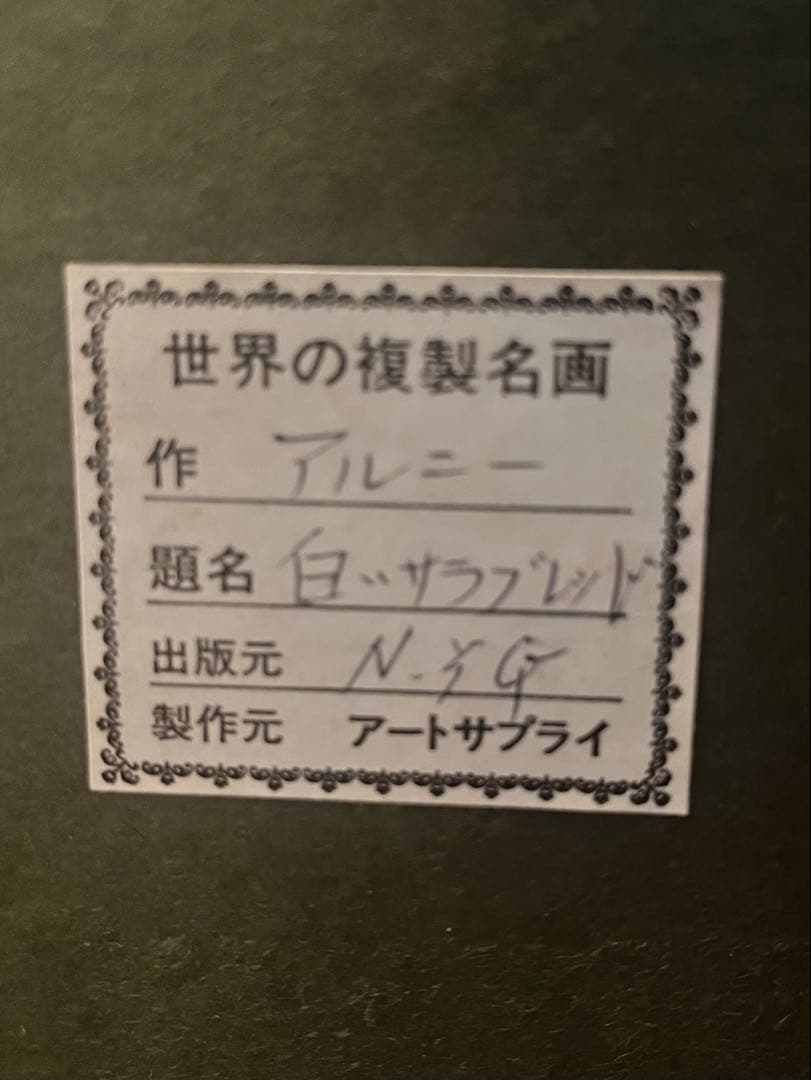 世界の複製名画
作 アルニー
題名 白いサラブレッド
出版元 N.Y G
製作元 アートサプライ